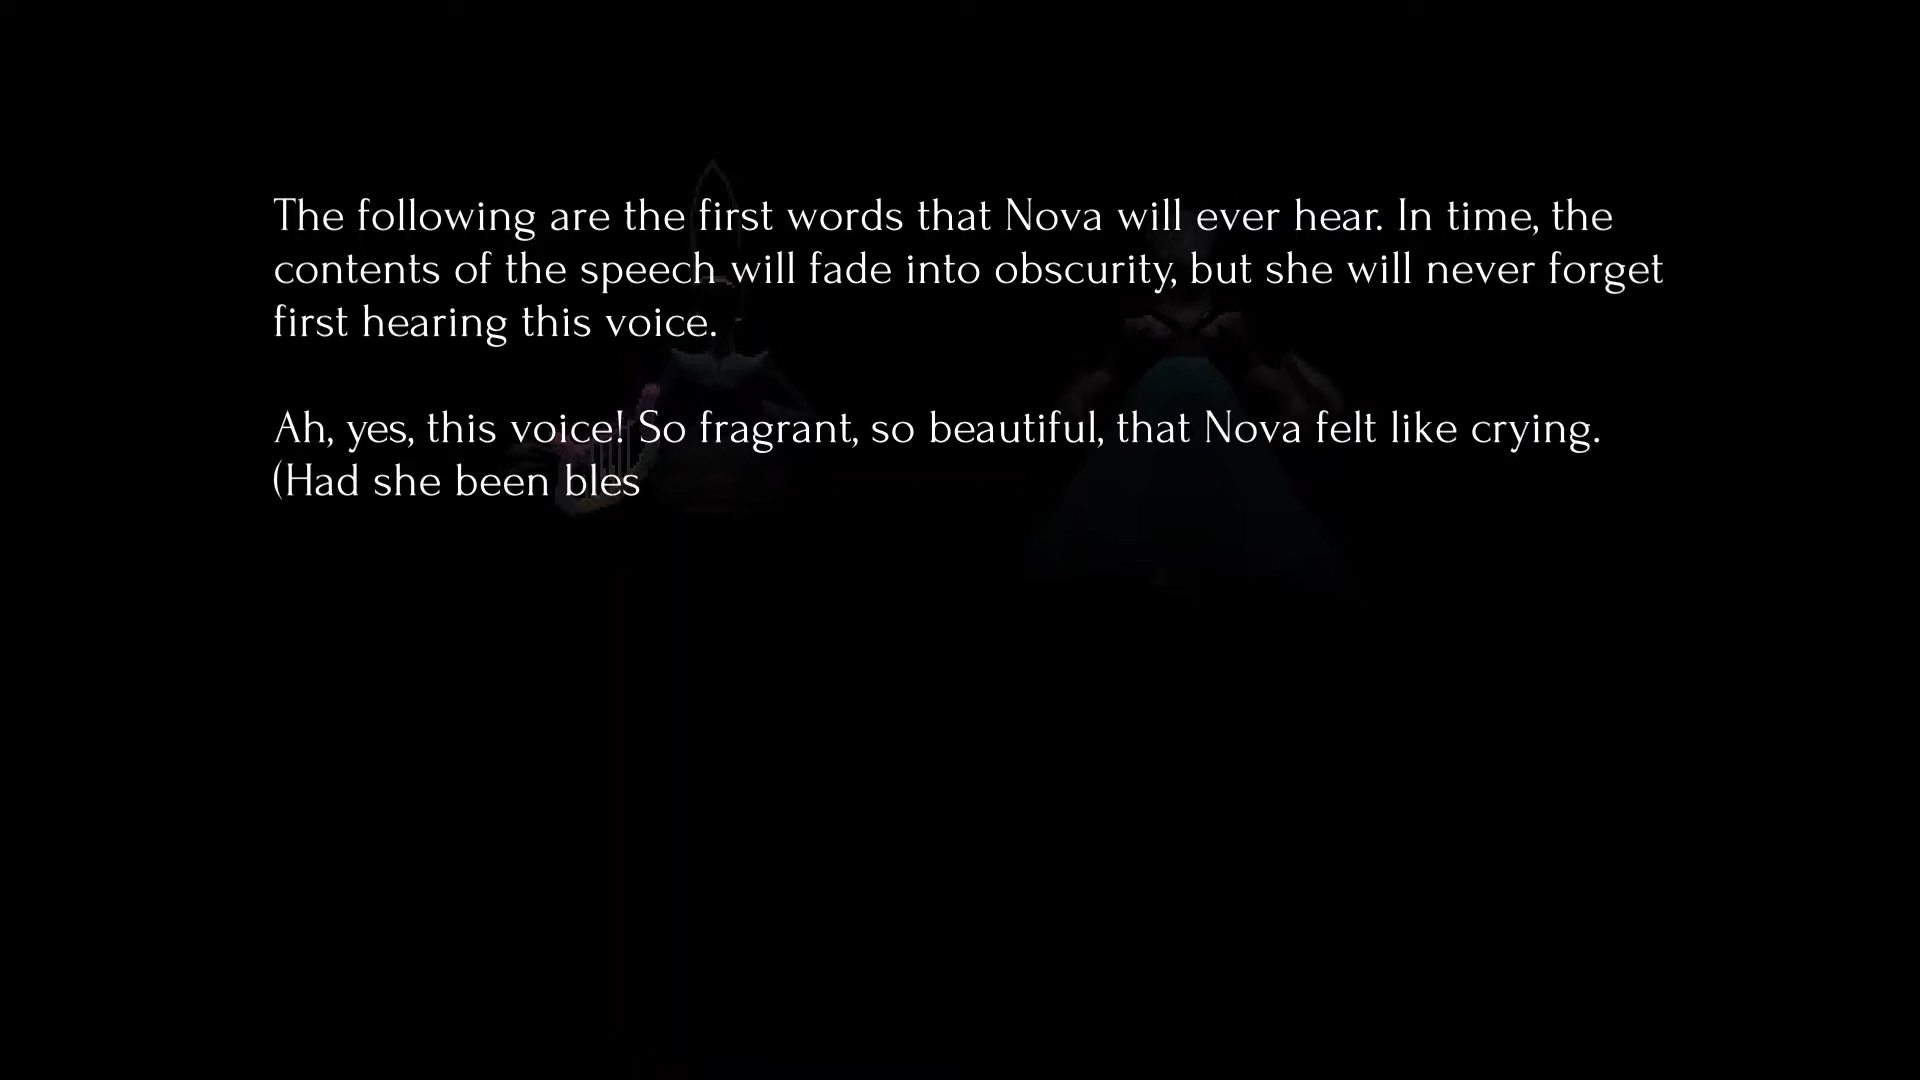 The following are the first words that Nova will ever hear. In time, the
contents of the speech will fade into obscurity, but she will never forget
first hearing this voice.
Ah, yes, this voice! So fragrant, so beautiful, that Nova felt like crying.
(Had she been bles